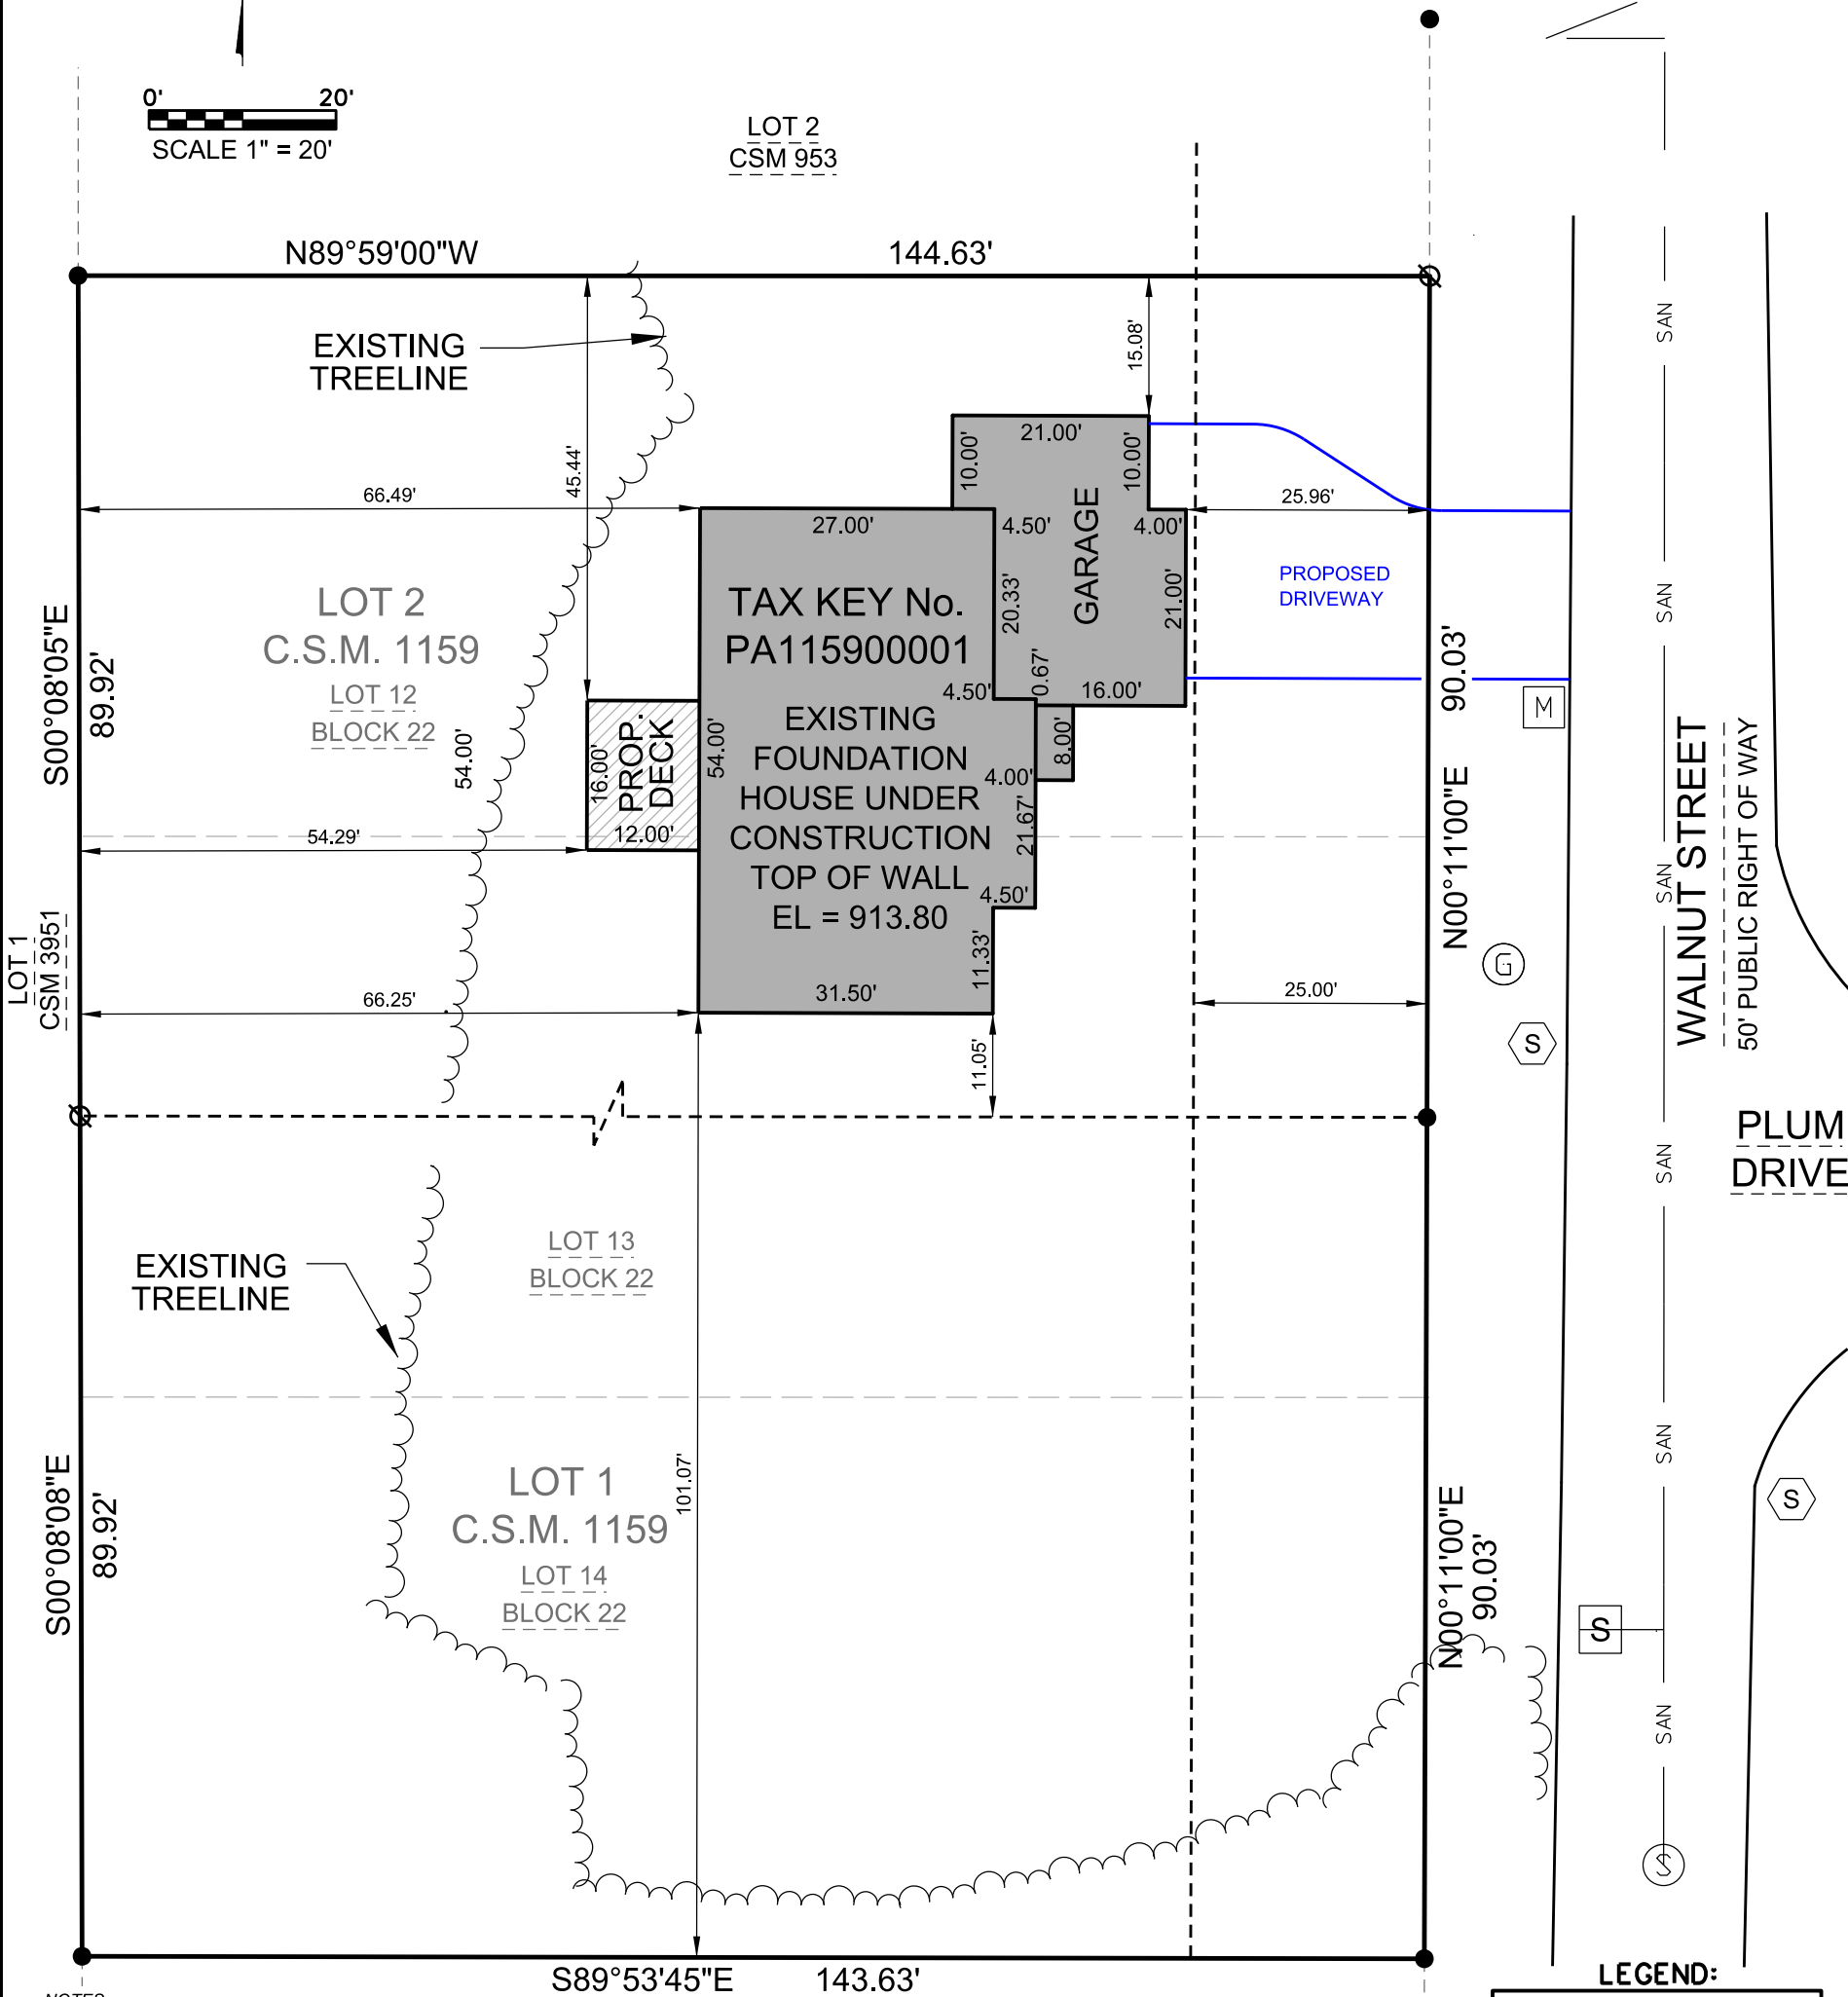 0' 20'
SCALE 1" = 20'
LOT 2
CSM 953
N89°59'00"W 144.63'
EXISTING
TREELINE
15.08'
45.44'
21.00'
10.00'
10.00'
66.49'
25.96'
27.00'
4.50'
4.00'
GARAGE
PROPOSED
DRIVEWAY
LOT 2
C.S.M. 1159
LOT 12
BLOCK 22
TAX KEY No.
PA115900001
20.33'
21.00'
S00°08'05"E
89.92'
54.00'
4.50'
0.67'
16.00'
90.03'
N00°11'00"E
M
PROP.
DECK
16.00'
12.00'
54.00'
EXISTING
FOUNDATION
HOUSE UNDER
CONSTRUCTION
TOP OF WALL
EL = 913.80
8.00'
4.00'
21.67'
4.50'
11.33'
54.29'
LOT 1
CSM 3951
66.25'
31.50'
25.00'
11.05'
G
S
WALNUT STREET
50' PUBLIC RIGHT OF WAY
SAN
SAN
SAN
SAN
SAN
SAN
PLUM
DRIVE
EXISTING
TREELINE
LOT 13
BLOCK 22
LOT 1
C.S.M. 1159
LOT 14
BLOCK 22
101.07'
S00°08'08"E
89.92'
N00°11'00"E
90.03'
S
S
S
S89°53'45"E 143.63'
LEGEND: